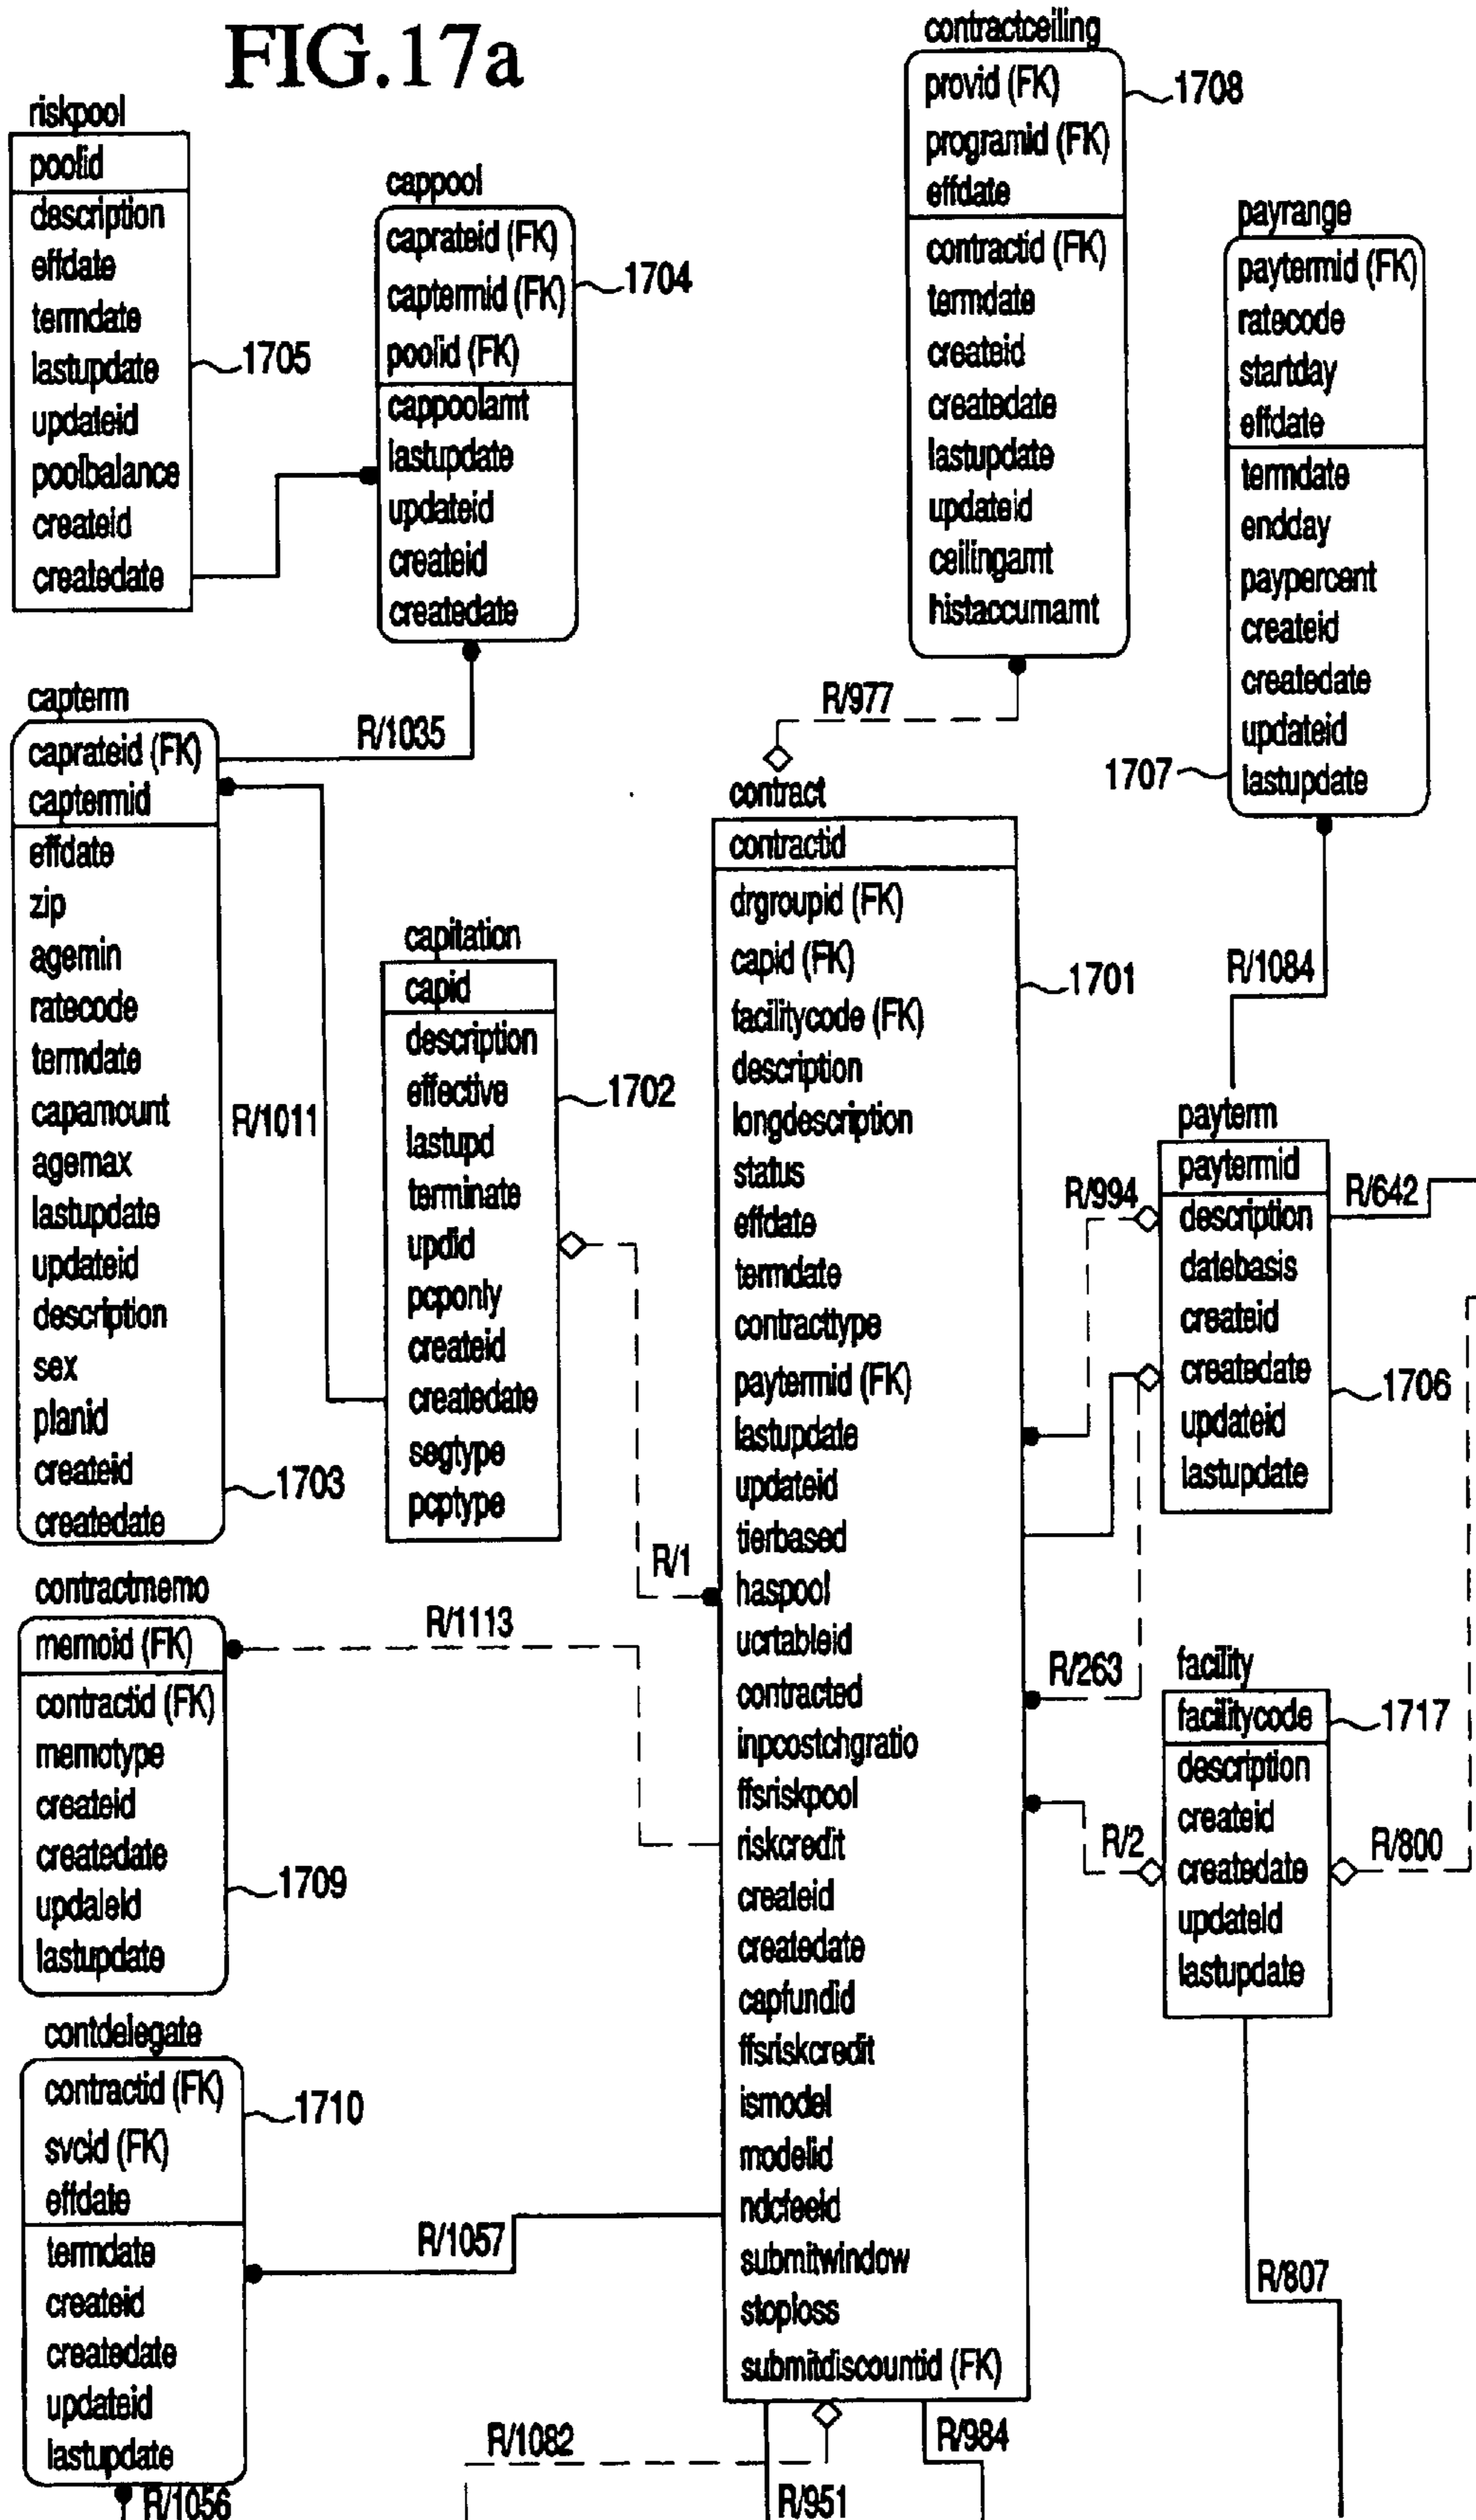 FIG.17a
riskpool
poolid
description
effdate
termdate
lastupdate
updateid
poolbalance
createid
createdate
1705
cappool
caprateid (FK)
captermid (FK)
poolid (FK)
cappoolamt
lastupdate
updateid
createid
createdate
1704
R/1035
contractceiling
provid (FK)
programid (FK)
effdate
contractid (FK)
termdate
createid
createdate
lastupdate
updateid
ceilingamt
histaccumamt
1708
R/977
payrange
paytermid (FK)
ratecode
startday
effdate
termdate
endday
paypercent
createid
createdate
updateid
lastupdate
1707
R/1084
capterm
caprateid (FK)
captermid
effdate
zip
agemin
ratecode
termdate
capamount
agemax
lastupdate
updateid
description
sex
planid
createid
createdate
1703
R/1011
capitation
capid
description
effective
lastupd
terminate
updid
pcponly
createid
createdate
segtype
pcptype
1702
R/1
contract
contractid
drgroupid (FK)
capid (FK)
facilitycode (FK)
description
longdescription
status
effdate
termdate
contracttype
paytermid (FK)
lastupdate
updateid
tierbased
haspool
ucrtableid
contracted
inpcostchgratio
ffsriskpool
riskcredit
createid
createdate
capfundid
ffsriskcredit
ismodel
modelid
ndcfeeid
submitwindow
stoploss
submitdiscountid (FK)
1701
R/994
payterm
paytermid
description
datebasis
createid
createdate
updateid
lastupdate
R/642
1706
R/263
facility
facilitycode
description
createid
createdate
updateid
lastupdate
1717
R/2
R/800
R/807
contractmemo
memoid (FK)
contractid (FK)
memotype
createid
createdate
updateid
lastupdate
1709
R/1113
contdelegate
contractid (FK)
svcid (FK)
effdate
termdate
createid
createdate
updateid
lastupdate
1710
R/1057
R/1056
R/1082
R/951
R/984